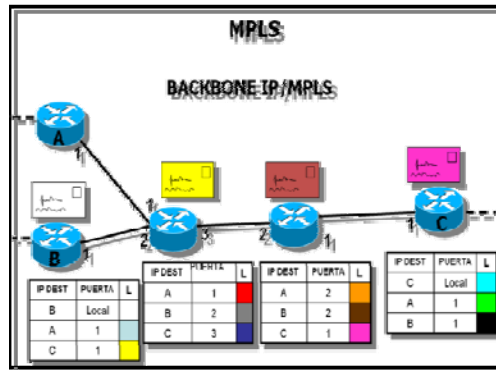 MPLS
BACKBONE IP/MPLS
A
1
1
B
1
2
3
2
1
C
1
IP DEST PUERTA L
B Local
A 1
C 1
IP DEST PUERTA L
A 1
B 2
C 3
IP DEST PUERTA L
A 2
B 2
C 1
IP DEST PUERTA L
C Local
A 1
B 1